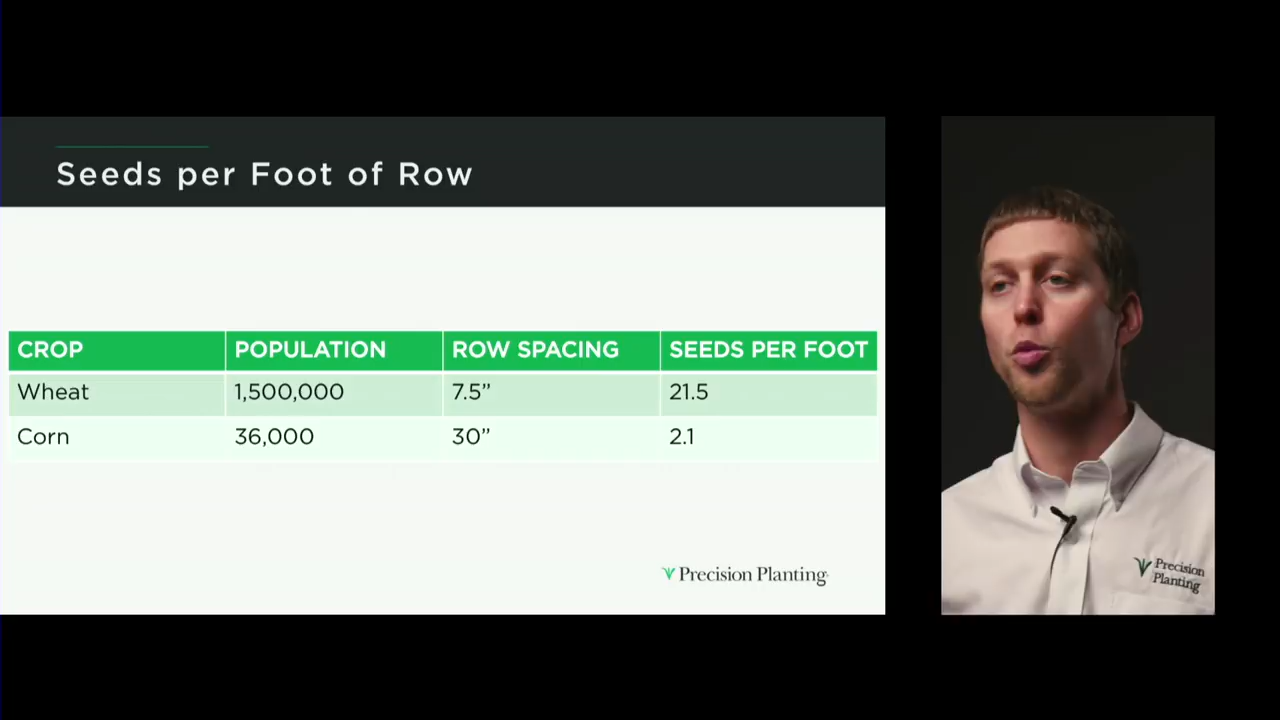 Seeds per Foot of Row
CROP POPULATION ROW SPACING SEEDS PER FOOT
Wheat 1,500,000 7.5” 21.5
Corn 36,000 30” 2.1
Precision Planting
Precision
Planting